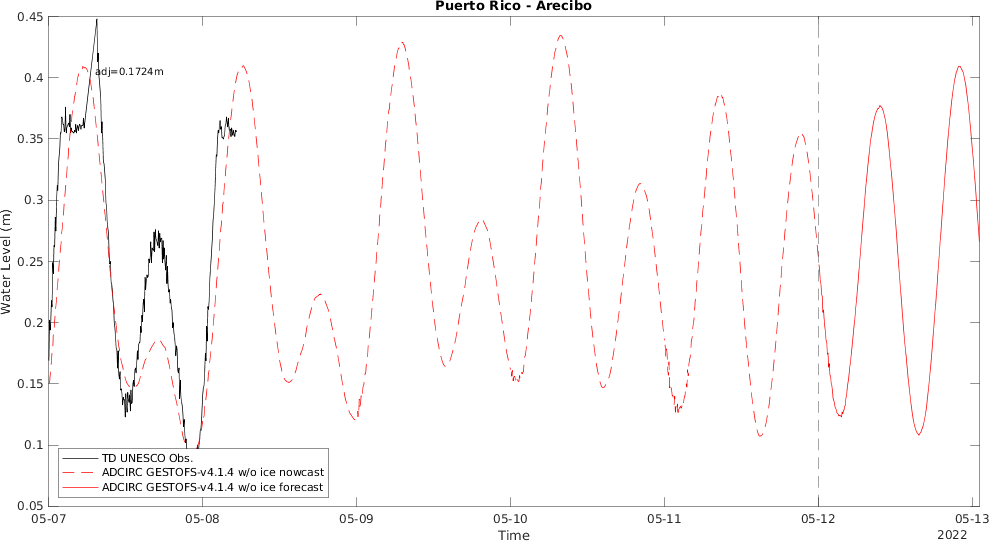 Puerto Rico - Arecibo
0.45
adj=0.1724m
0.4
0.35
0.3
Water Level (m)
0.25
0.2
0.15
0.1
0.05
TD UNESCO Obs.
ADCIRC GESTOFS-v4.1.4 w/o ice nowcast
ADCIRC GESTOFS-v4.1.4 w/o ice forecast
05-07 05-08 05-09 05-10 05-11 05-12 05-13
Time
2022